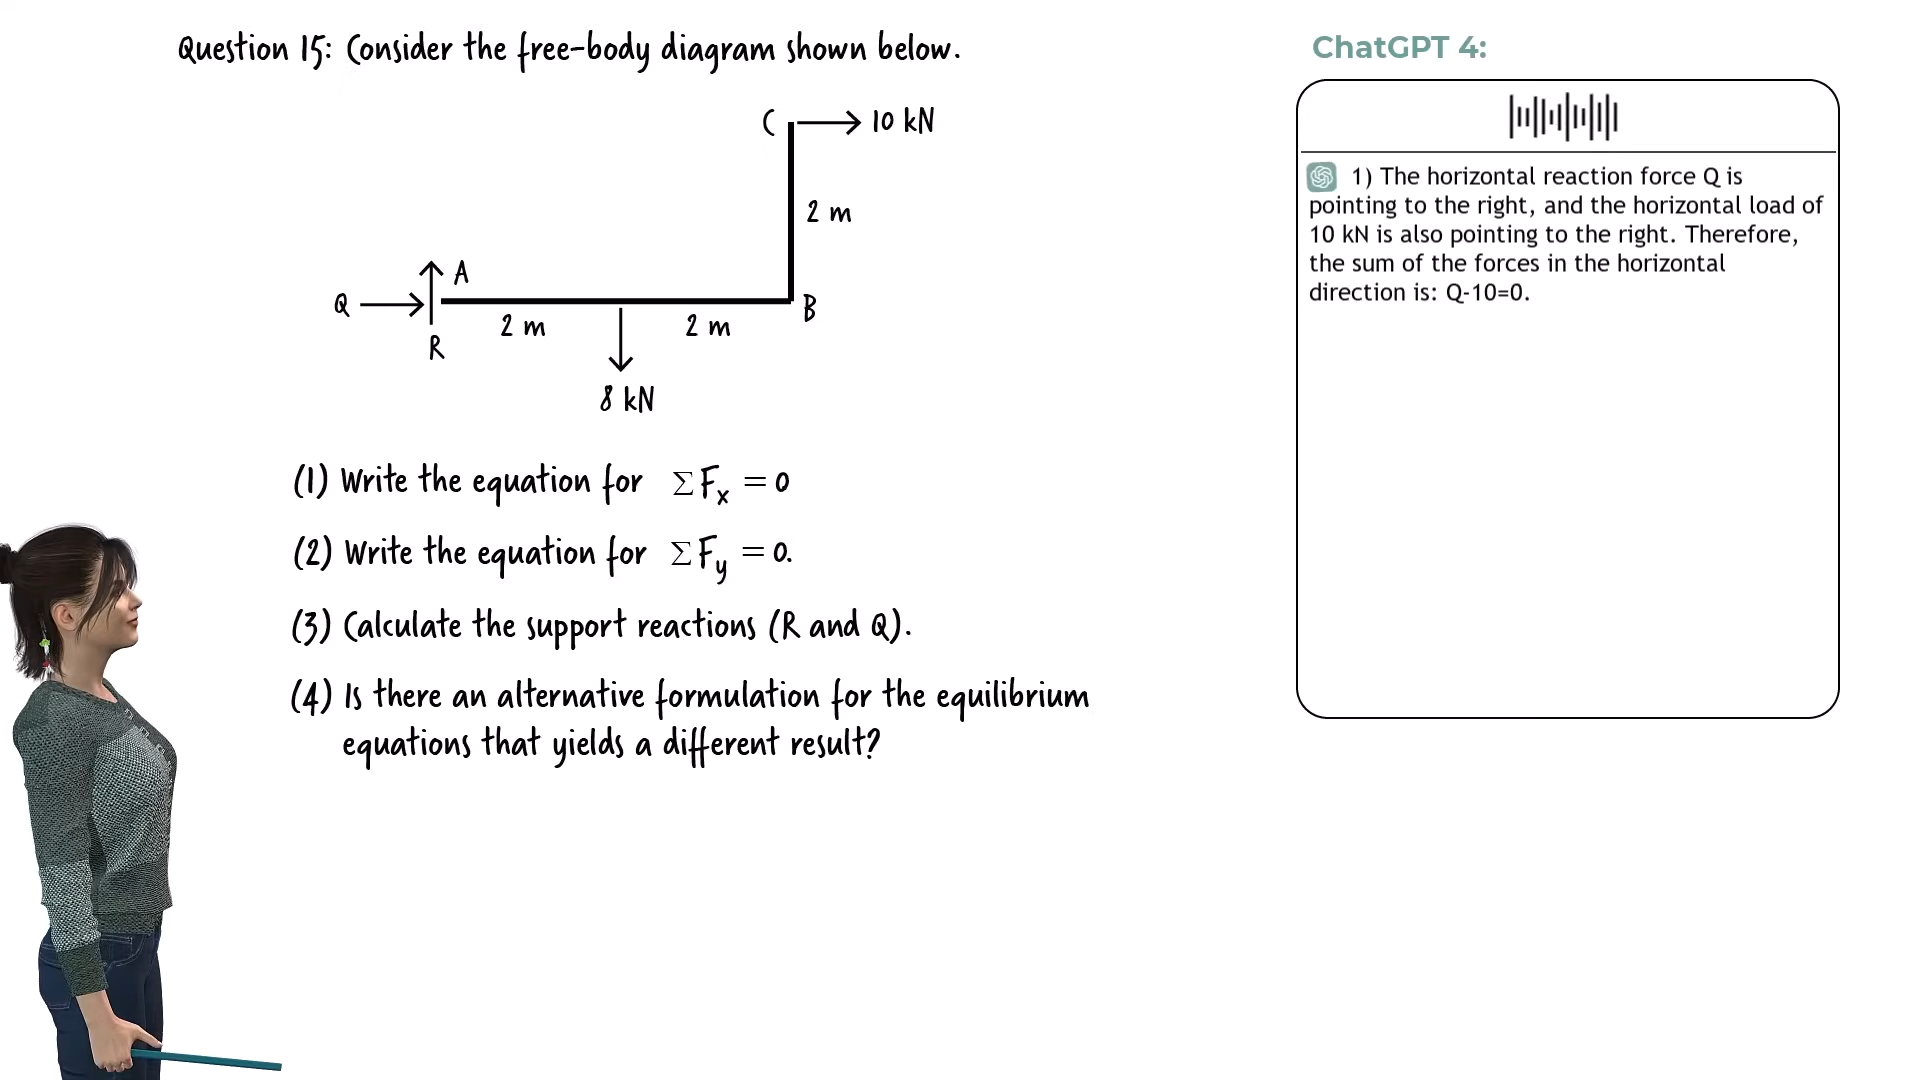 Question 15: Consider the free-body diagram shown below.
C
10 kN
2 m
A
Q
B
2 m
2 m
R
8 kN
(1) Write the equation for ΣFx = 0
(2) Write the equation for ΣFy = 0.
(3) Calculate the support reactions (R and Q).
(4) Is there an alternative formulation for the equilibrium
equations that yields a different result?
ChatGPT 4:
1) The horizontal reaction force Q is
pointing to the right, and the horizontal load of
10 kN is also pointing to the right. Therefore,
the sum of the forces in the horizontal
direction is: Q-10=0.